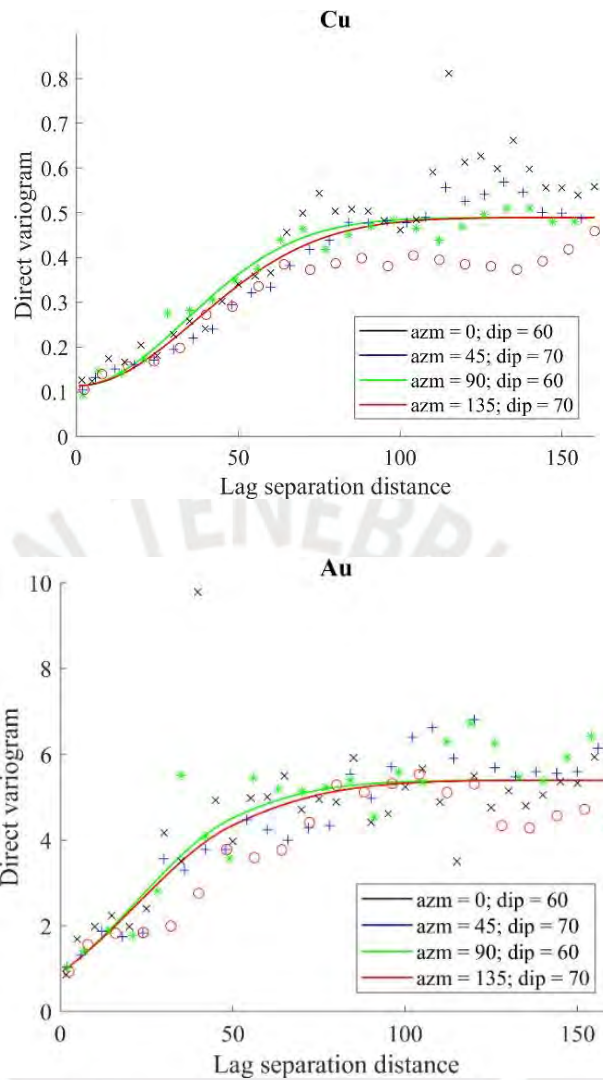 Cu
Direct variogram
0.8
0.7
0.6
0.5
0.4
0.3
0.2
0.1
0
0 50 100 150
Lag separation distance
azm = 0; dip = 60
azm = 45; dip = 70
azm = 90; dip = 60
azm = 135; dip = 70
TENEBR
Au
Direct variogram
10
8
6
4
2
0
0 50 100 150
Lag separation distance
azm = 0; dip = 60
azm = 45; dip = 70
azm = 90; dip = 60
azm = 135; dip = 70